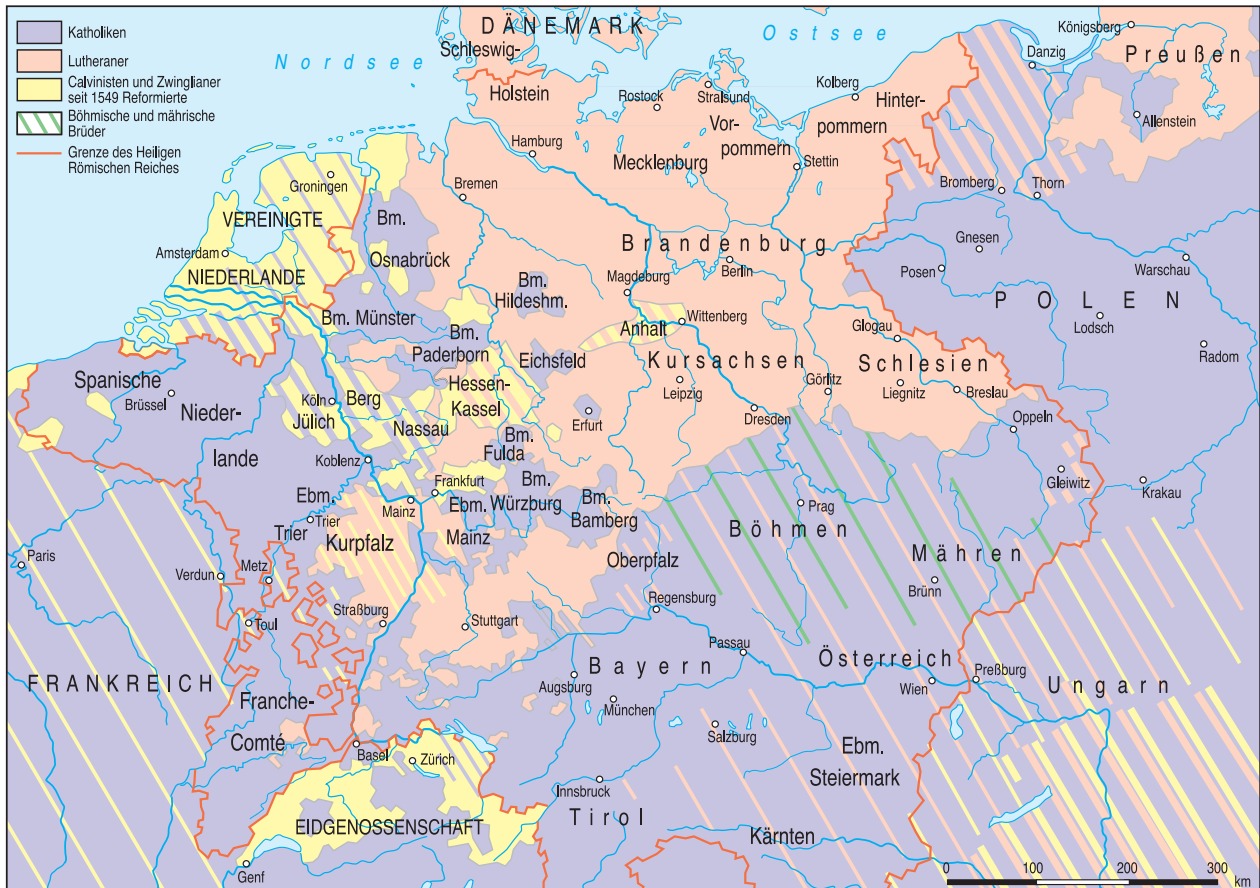 Katholiken
Lutheraner
Calvinisten und Zwinglianer
seit 1549 Reformierte
Böhmische und mährische
Brüder
Grenze des Heiligen
Römischen Reiches
Nordsee
DÄNEMARK
Ostsee
Schleswig-
Holstein
Königsberg
Danzig
Preußen
Allenstein
Rostock
Stralsund
Kolberg
Hinter-
pommern
Vor-
pommern
Mecklenburg
Hamburg
Stettin
Bremen
Groningen
VEREINIGTE
NIEDERLANDE
Amsterdam
Bm.
Osnabrück
Bromberg
Thorn
Gnesen
Posen
Warschau
POLEN
Lodsch
Radom
Brandenburg
Berlin
Magdeburg
Bm.
Hildeshm.
Bm. Münster
Anhalt
Wittenberg
Bm.
Paderborn
Eichsfeld
Kursachsen
Leipzig
Glogau
Schlesien
Görlitz
Liegnitz
Breslau
Spanische
Nieder-
lande
Brüssel
Köln
Berg
Jülich
Hessen-
Kassel
Nassau
Erfurt
Dresden
Oppeln
Gleiwitz
Krakau
Koblenz
Bm.
Fulda
Frankfurt
Ebm.
Trier
Trier
Mainz
Ebm.
Mainz
Bm.
Würzburg
Bm.
Bamberg
Prag
Böhmen
Mähren
Brünn
Kurpfalz
Oberpfalz
Paris
Verdun
Metz
Toul
Straßburg
Stuttgart
Regensburg
Passau
FRANKREICH
Franche-
Comté
Bayern
Augsburg
München
Österreich
Wien
Preßburg
Ungarn
Salzburg
Ebm.
Steiermark
Basel
Zürich
Innsbruck
Tirol
Kärnten
EIDGENOSSENSCHAFT
Genf
0 100 200 300
km